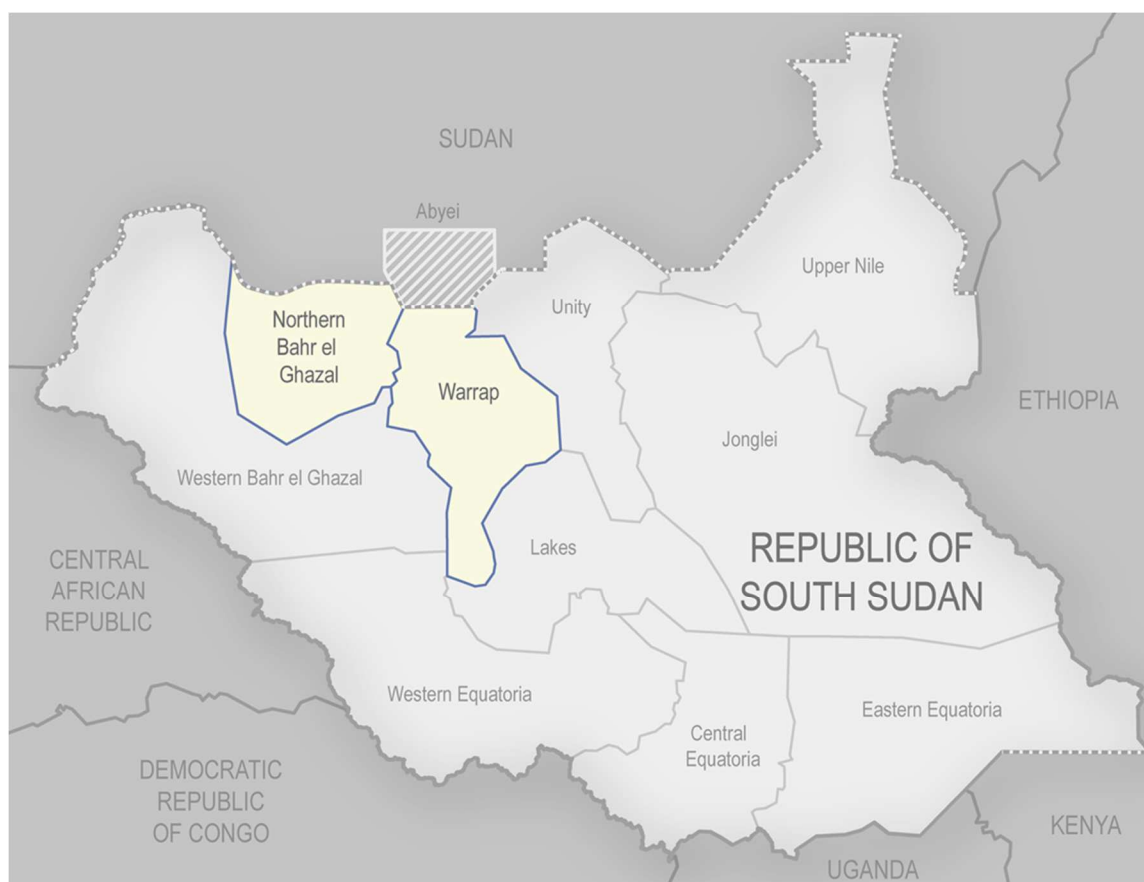 SUDAN
Abyei
Upper Nile
Unity
Northern
Bahr el
Ghazal
Warrap
ETHIOPIA
Jonglei
Western Bahr el Ghazal
Lakes
REPUBLIC OF
SOUTH SUDAN
CENTRAL
AFRICAN
REPUBLIC
Western Equatoria
Eastern Equatoria
Central
Equatoria
DEMOCRATIC
REPUBLIC
OF CONGO
KENYA
UGANDA